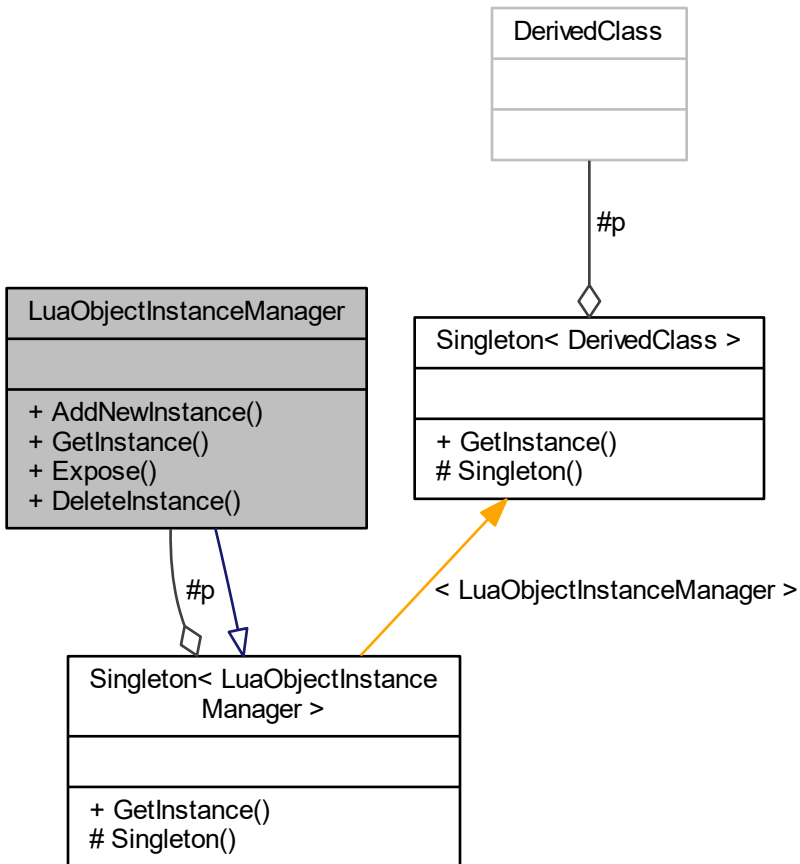 DerivedClass
#p
LuaObjectInstanceManager
+ AddNewInstance()
+ GetInstance()
+ Expose()
+ DeleteInstance()
Singleton< DerivedClass >
+ GetInstance()
# Singleton()
#p
< LuaObjectInstanceManager >
Singleton< LuaObjectInstance
Manager >
+ GetInstance()
# Singleton()